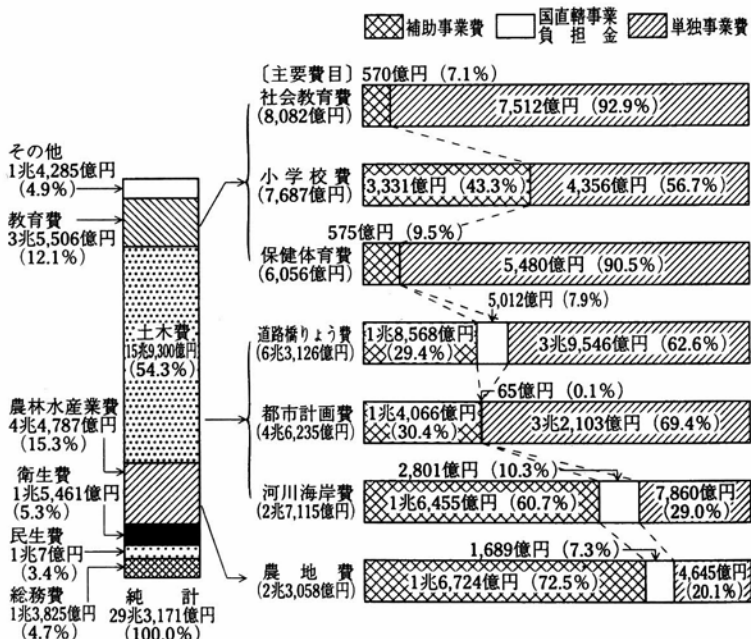 補助事業費
国直轄事業
負担金
単独事業費
〔主要費目〕 570億円 (7.1%)
社会教育費
(8,082億円)
7,512億円 (92.9%)
小学校費
(7,687億円)
3,331億円 (43.3%)
4,356億円 (56.7%)
575億円 (9.5%)
保健体育費
(6,056億円)
5,480億円 (90.5%)
5,012億円 (7.9%)
道路橋りょう費
(6兆3,126億円)
1兆8,568億円
(29.4%)
3兆9,546億円 (62.6%)
65億円 (0.1%)
都市計画費
(4兆6,235億円)
1兆4,066億円
(30.4%)
3兆2,103億円 (69.4%)
2,801億円 (10.3%)
河川海岸費
(2兆7,115億円)
1兆6,455億円 (60.7%)
7,860億円
(29.0%)
1,689億円 (7.3%)
農地費
(2兆3,058億円)
1兆6,724億円 (72.5%)
4,645億円
(20.1%)
その他
1兆4,285億円
(4.9%)
教育費
3兆5,506億円
(12.1%)
土木費
15兆9,300億円
(54.3%)
農林水産業費
4兆4,787億円
(15.3%)
衛生費
1兆5,461億円
(5.3%)
民生費
1兆7億円
(3.4%)
総務費
1兆3,825億円
(4.7%)
純計
29兆3,171億円
(100.0%)